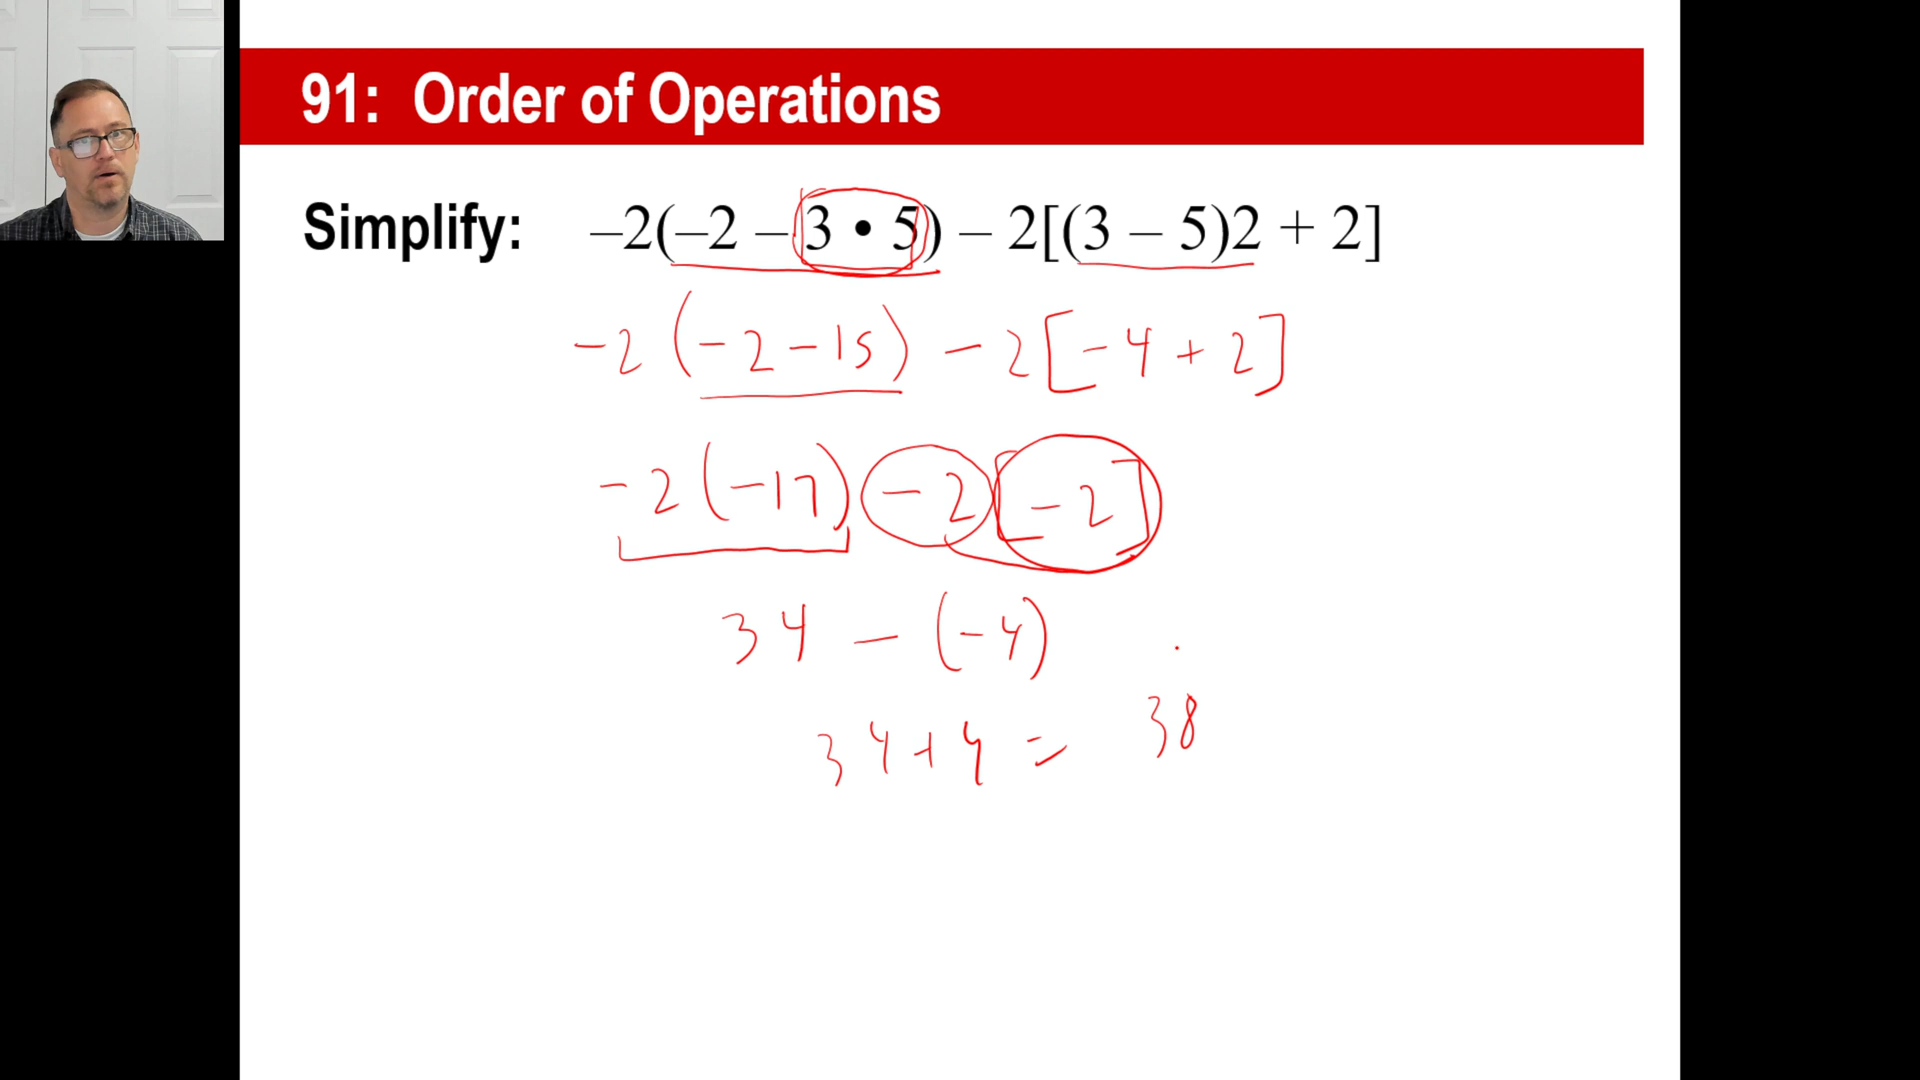 91: Order of Operations
Simplify: –2(–2 – 3 • 5) – 2[(3 – 5)2 + 2]
-2(-2-15) - 2[-4+2]
-2(-17) -2[-2]
34 - (-4)
34+4 = 38